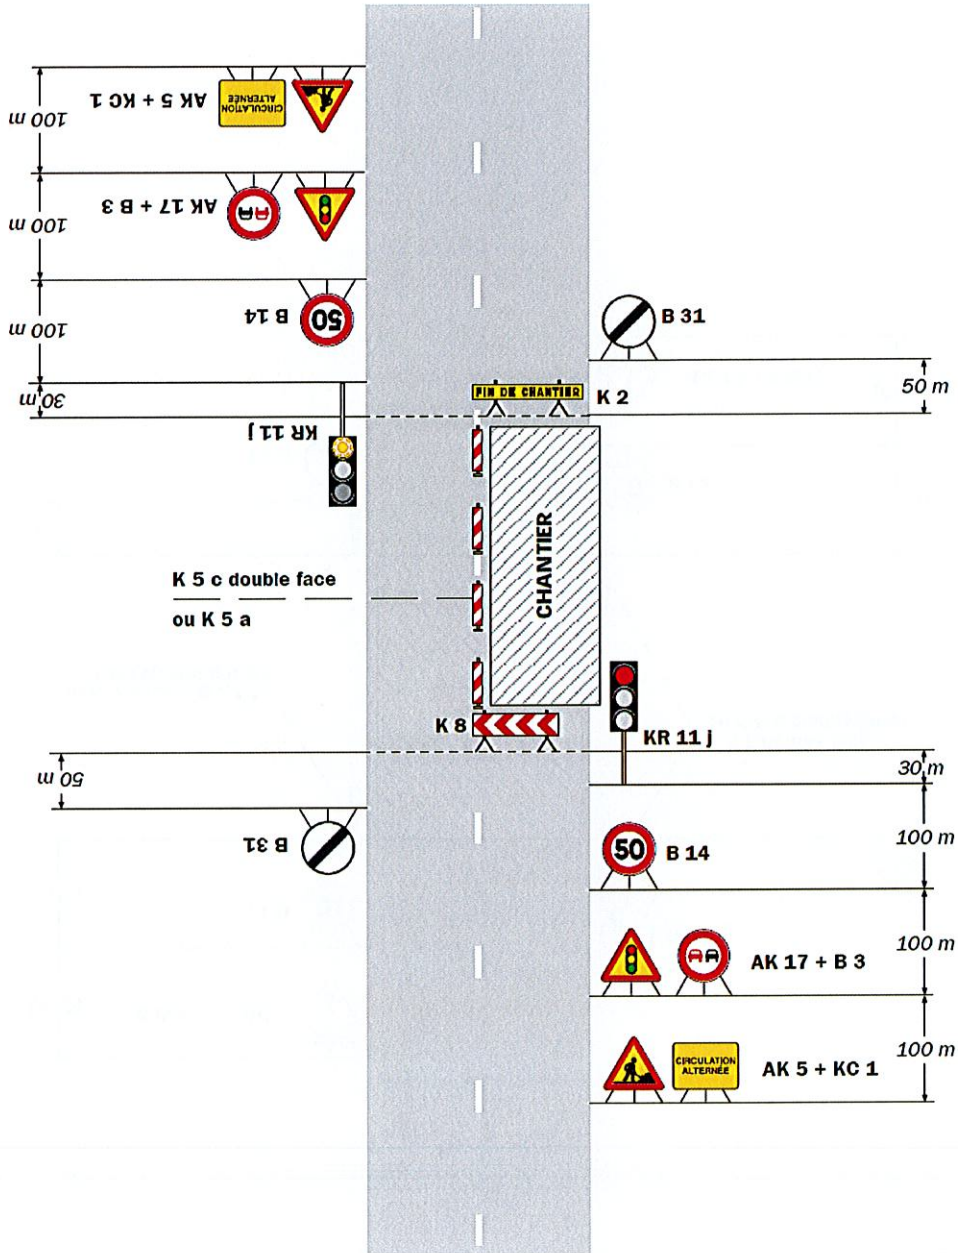 100 m
CIRCULATION
ALTERNÉE
AK 5 + KC 1
100 m
AK 17 + B 3
100 m
50
B 14
30 m
KR 11 j
B 31
50 m
FIN DE CHANTIER
K 2
CHANTIER
K 5 c double face
ou K 5 a
K 8
KR 11 j
50 m
B 31
30 m
50
B 14
100 m
AK 17 + B 3
100 m
CIRCULATION
ALTERNÉE
AK 5 + KC 1
100 m